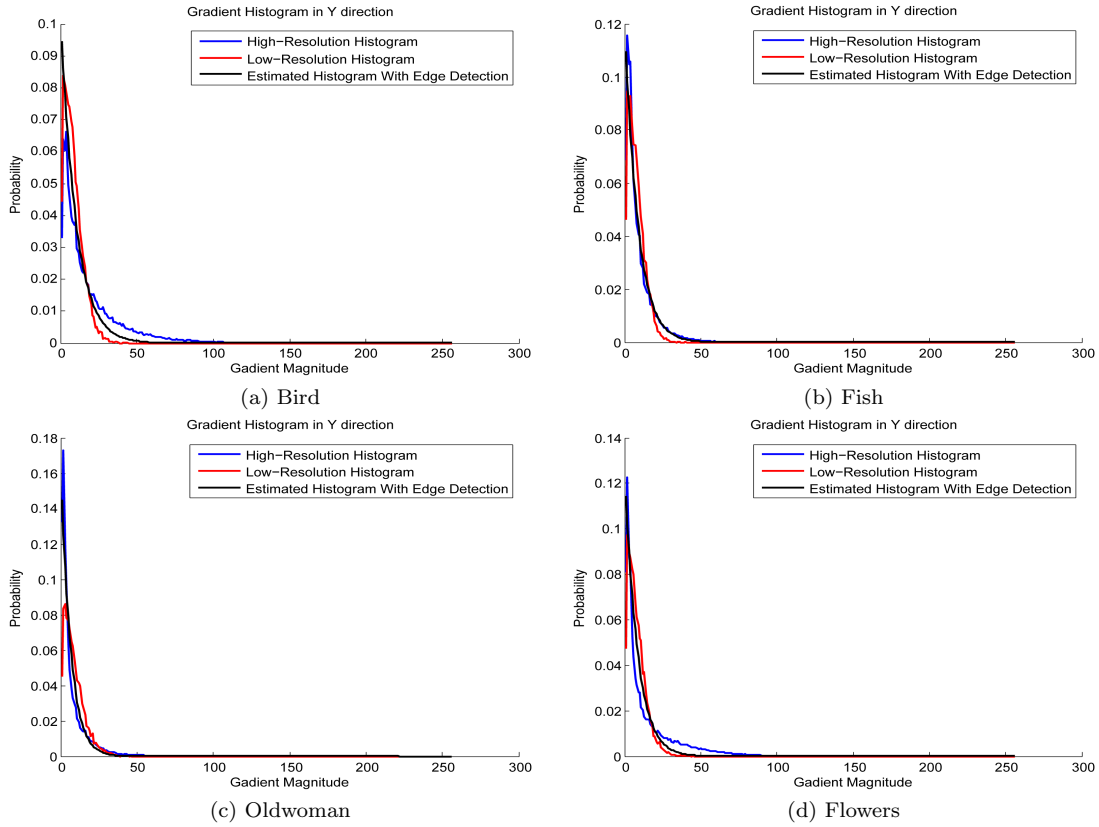 Gradient Histogram in Y direction
High-Resolution Histogram
Low-Resolution Histogram
Estimated Histogram With Edge Detection
Probability
0.1
0.09
0.08
0.07
0.06
0.05
0.04
0.03
0.02
0.01
0
0 50 100 150 200 250 300
Gadient Magnitude
(a) Bird
Gradient Histogram in Y direction
High-Resolution Histogram
Low-Resolution Histogram
Estimated Histogram With Edge Detection
Probability
0.12
0.1
0.08
0.06
0.04
0.02
0
0 50 100 150 200 250 300
Gadient Magnitude
(b) Fish
Gradient Histogram in Y direction
High-Resolution Histogram
Low-Resolution Histogram
Estimated Histogram With Edge Detection
Probability
0.18
0.16
0.14
0.12
0.1
0.08
0.06
0.04
0.02
0
0 50 100 150 200 250 300
Gadient Magnitude
(c) Oldwoman
Gradient Histogram in Y direction
High-Resolution Histogram
Low-Resolution Histogram
Estimated Histogram With Edge Detection
Probability
0.14
0.12
0.1
0.08
0.06
0.04
0.02
0
0 50 100 150 200 250 300
Gadient Magnitude
(d) Flowers